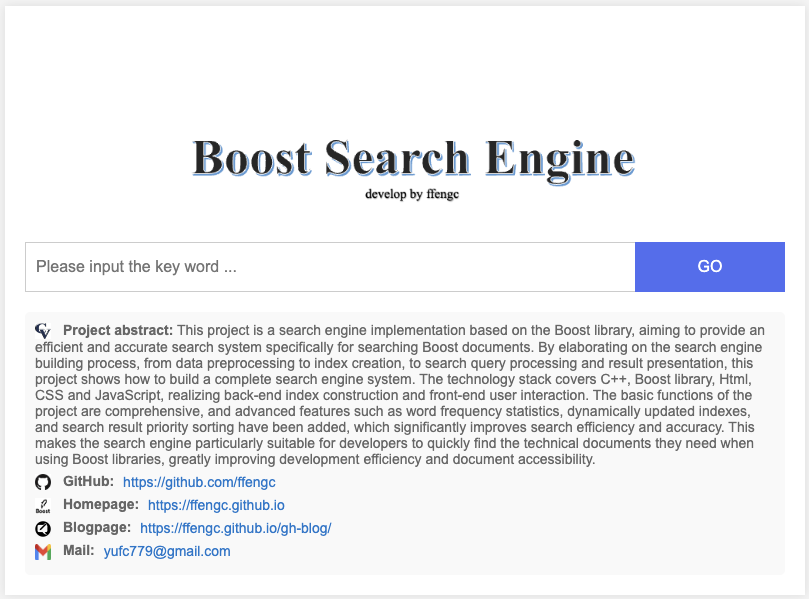 Boost Search Engine
develop by ffengc
Please input the key word ...
GO
Project abstract: This project is a search engine implementation based on the Boost library, aiming to provide an
efficient and accurate search system specifically for searching Boost documents. By elaborating on the search engine
building process, from data preprocessing to index creation, to search query processing and result presentation, this
project shows how to build a complete search engine system. The technology stack covers C++, Boost library, Html,
CSS and JavaScript, realizing back-end index construction and front-end user interaction. The basic functions of the
project are comprehensive, and advanced features such as word frequency statistics, dynamically updated indexes,
and search result priority sorting have been added, which significantly improves search efficiency and accuracy. This
makes the search engine particularly suitable for developers to quickly find the technical documents they need when
using Boost libraries, greatly improving development efficiency and document accessibility.
GitHub: https://github.com/ffengc
Boost
Homepage: https://ffengc.github.io
Blogpage: https://ffengc.github.io/gh-blog/
Mail: yufc779@gmail.com